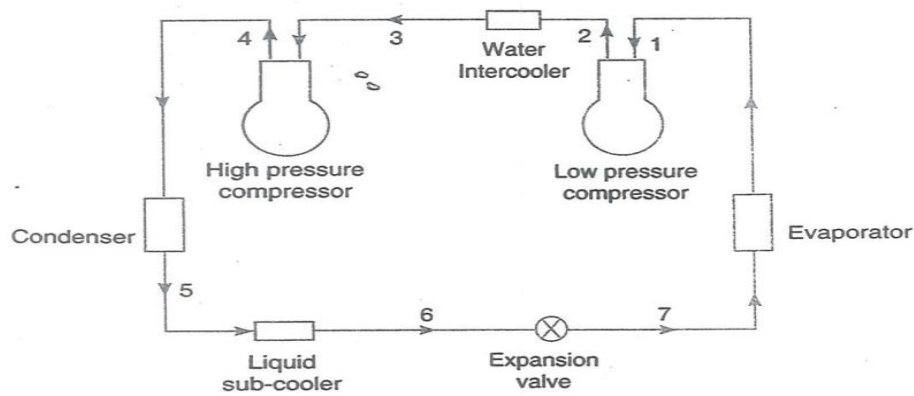 4
3
2
1
Water
Intercooler
High pressure
compressor
Low pressure
compressor
Condenser
Evaporator
5
6
7
Liquid
sub-cooler
Expansion
valve